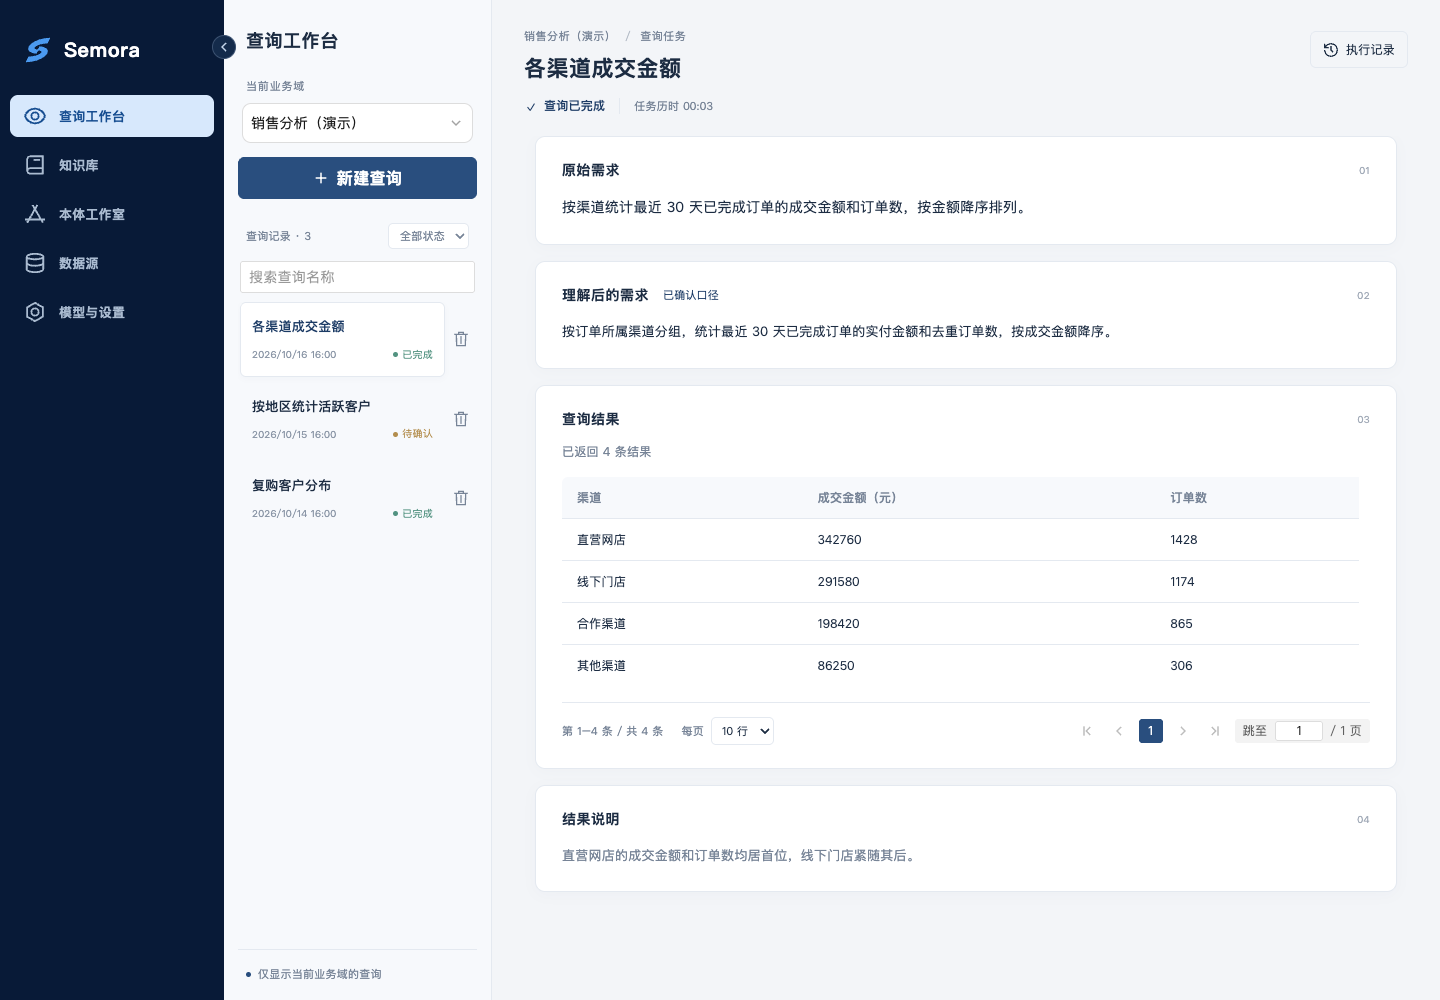 Semora
查询工作台
知识库
本体工作室
数据源
模型与设置
查询工作台
当前业务域
销售分析（演示）
+ 新建查询
查询记录 · 3
全部状态
搜索查询名称
各渠道成交金额
2026/10/16 16:00
已完成
按地区统计活跃客户
2026/10/15 16:00
待确认
复购客户分布
2026/10/14 16:00
已完成
仅显示当前业务域的查询
销售分析（演示） / 查询任务
各渠道成交金额
查询已完成
任务历时 00:03
执行记录
原始需求
01
按渠道统计最近 30 天已完成订单的成交金额和订单数，按金额降序排列。
理解后的需求 已确认口径
02
按订单所属渠道分组，统计最近 30 天已完成订单的实付金额和去重订单数，按成交金额降序。
查询结果
03
已返回 4 条结果
渠道 成交金额（元） 订单数
直营网店 342760 1428
线下门店 291580 1174
合作渠道 198420 865
其他渠道 86250 306
第 1–4 条 / 共 4 条 每页 10 行
1
跳至 1 / 1 页
结果说明
04
直营网店的成交金额和订单数均居首位，线下门店紧随其后。